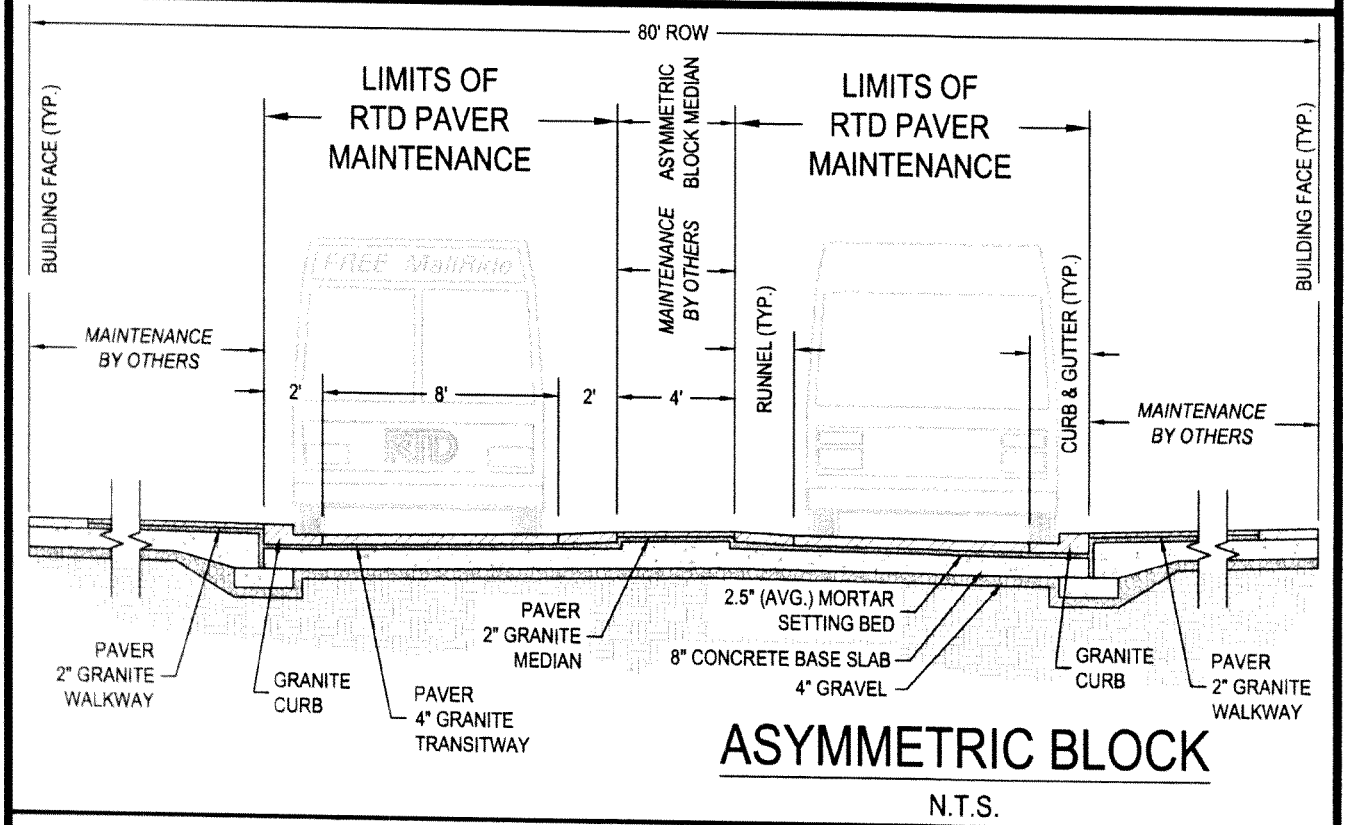 80' ROW
BUILDING FACE (TYP.)
LIMITS OF
RTD PAVER
MAINTENANCE
ASYMMETRIC
BLOCK MEDIAN
LIMITS OF
RTD PAVER
MAINTENANCE
BUILDING FACE (TYP.)
MAINTENANCE
BY OTHERS
FREE MallRide
MAINTENANCE
BY OTHERS
RUNNEL (TYP.)
CURB & GUTTER (TYP.)
MAINTENANCE
BY OTHERS
2'
8'
2'
4'
RTD
PAVER
2" GRANITE
WALKWAY
GRANITE
CURB
PAVER
4" GRANITE
TRANSITWAY
PAVER
2" GRANITE
MEDIAN
2.5" (AVG.) MORTAR
SETTING BED
8" CONCRETE BASE SLAB
4" GRAVEL
GRANITE
CURB
PAVER
2" GRANITE
WALKWAY
ASYMMETRIC BLOCK
N.T.S.